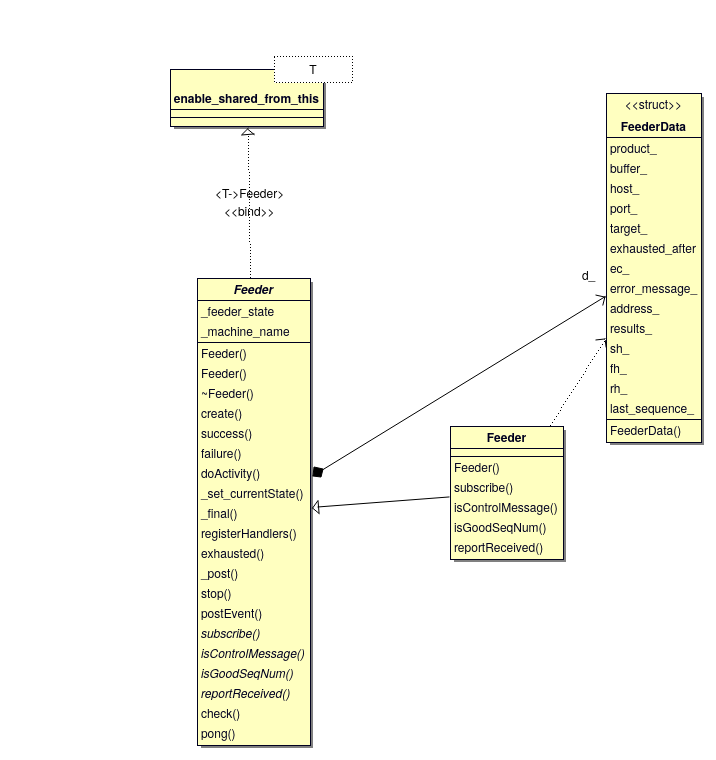 T
enable_shared_from_this
<T->Feeder>
<<bind>>
Feeder
_feeder_state
_machine_name
Feeder()
Feeder()
~Feeder()
create()
success()
failure()
doActivity()
_set_currentState()
_final()
registerHandlers()
exhausted()
_post()
stop()
postEvent()
subscribe()
isControlMessage()
isGoodSeqNum()
reportReceived()
check()
pong()
d_
Feeder
Feeder()
subscribe()
isControlMessage()
isGoodSeqNum()
reportReceived()
<<struct>>
FeederData
product_
buffer_
host_
port_
target_
exhausted_after
ec_
error_message_
address_
results_
sh_
fh_
rh_
last_sequence_
FeederData()